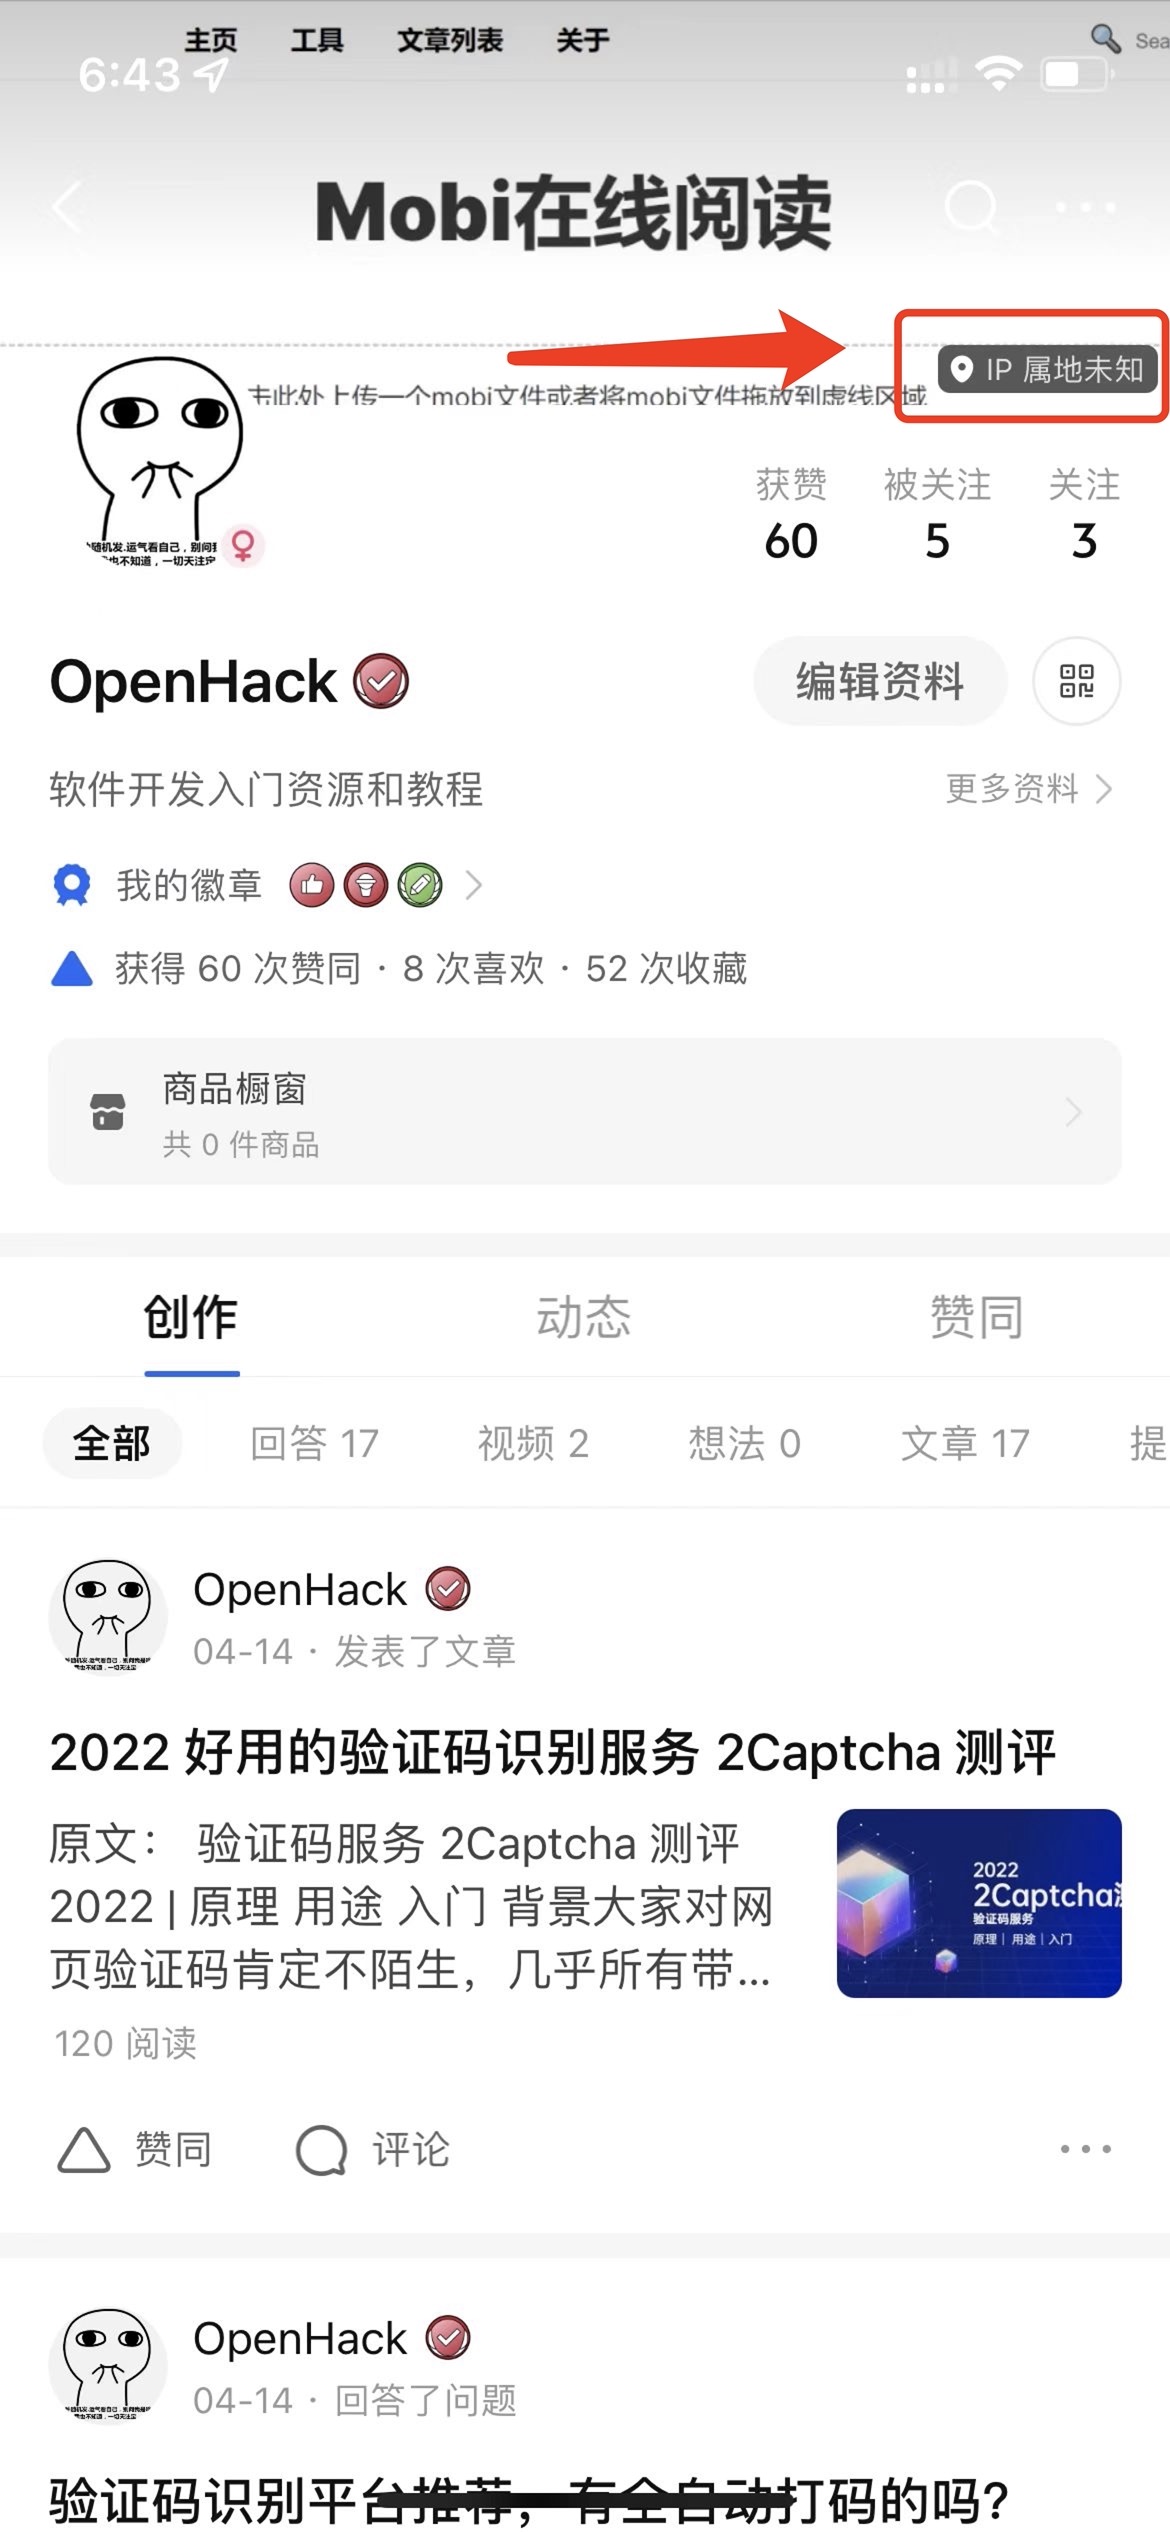 主页 工具 文章列表 关于 Sea
6:43
Mobi在线阅读
IP 属地未知
此处上传一个mobi文件或者将mobi文件拖放到虚线区域
获赞 被关注 关注
60 5 3
随机发.运气看自己，别问我
也不知道，一切天注定
OpenHack
编辑资料
软件开发入门资源和教程
更多资料
我的徽章
获得 60 次赞同 · 8 次喜欢 · 52 次收藏
商品橱窗
共 0 件商品
创作 动态 赞同
全部 回答 17 视频 2 想法 0 文章 17 提
OpenHack
04-14 · 发表了文章
2022 好用的验证码识别服务 2Captcha 测评
原文： 验证码服务 2Captcha 测评
2022 | 原理 用途 入门 背景大家对网
页验证码肯定不陌生，几乎所有带...
2022
2Captcha测
验证码服务
原理 | 用途 | 入门
120 阅读
赞同 评论
OpenHack
04-14 · 回答了问题
验证码识别平台推荐，有全自动打码的吗?